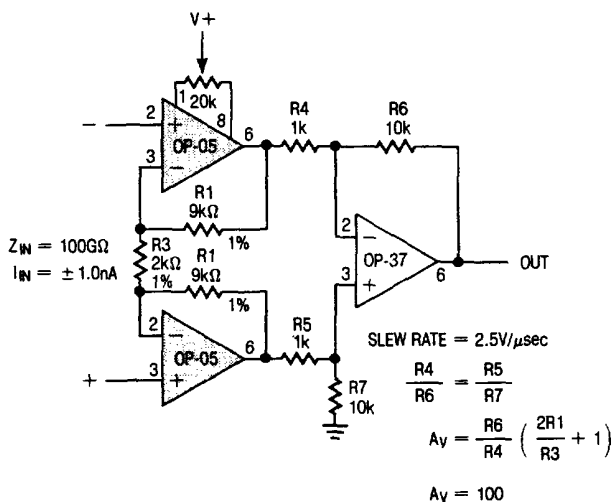 V+
20k
1
8
2
+
−
3
−
OP-05
6
R4
1k
R6
10k
R1
9kΩ
1%
ZIN = 100GΩ
IIN = ± 1.0nA
R3
2kΩ
1%
R1
9kΩ
1%
2
−
OP-37
3
+
6
OUT
2
−
OP-05
+
3
+
6
R5
1k
R7
10k
SLEW RATE = 2.5V/µsec
R4/R6 = R5/R7
AV = R6/R4 ( 2R1/R3 + 1 )
AV = 100